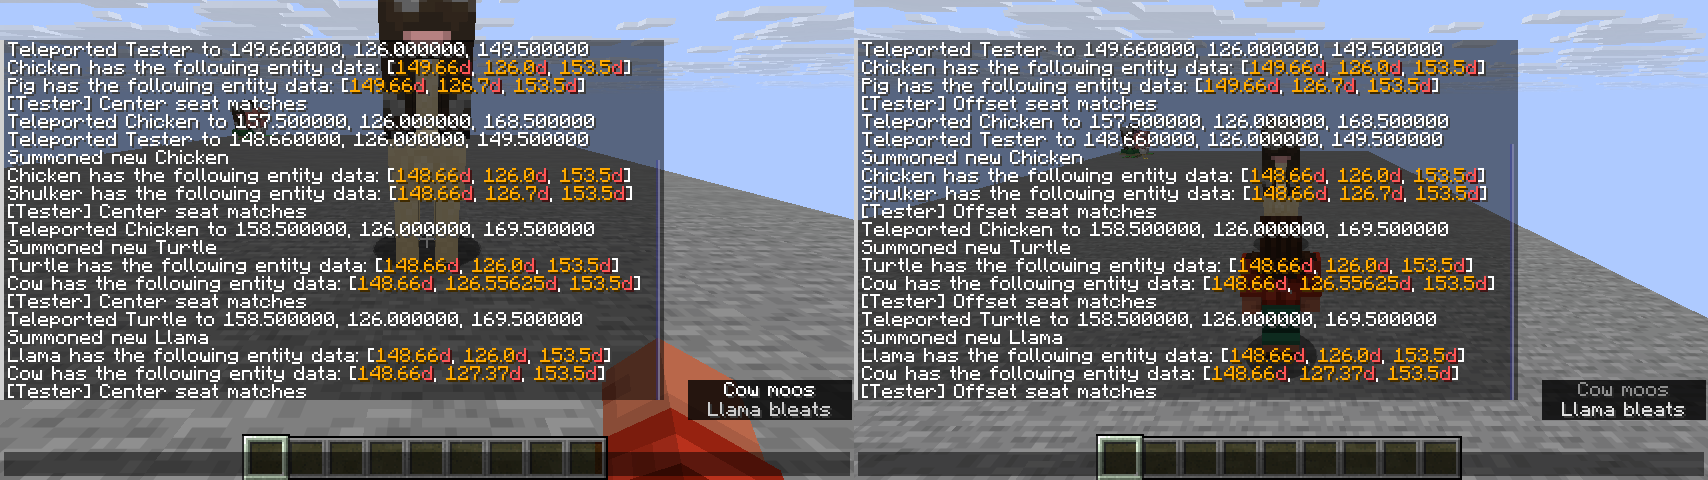 Teleported Tester to 149.660000, 126.000000, 149.500000
Chicken has the following entity data: [149.66d, 126.0d, 153.5d]
Pig has the following entity data: [149.66d, 126.7d, 153.5d]
[Tester] Center seat matches
Teleported Chicken to 157.500000, 126.000000, 168.500000
Teleported Tester to 148.660000, 126.000000, 149.500000
Summoned new Chicken
Chicken has the following entity data: [148.66d, 126.0d, 153.5d]
Shulker has the following entity data: [148.66d, 126.7d, 153.5d]
[Tester] Center seat matches
Teleported Chicken to 158.500000, 126.000000, 169.500000
Summoned new Turtle
Turtle has the following entity data: [148.66d, 126.0d, 153.5d]
Cow has the following entity data: [148.66d, 126.55625d, 153.5d]
[Tester] Center seat matches
Teleported Turtle to 158.500000, 126.000000, 169.500000
Summoned new Llama
Llama has the following entity data: [148.66d, 126.0d, 153.5d]
Cow has the following entity data: [148.66d, 127.37d, 153.5d]
[Tester] Center seat matches
Cow moos
Llama bleats
Teleported Tester to 149.660000, 126.000000, 149.500000
Chicken has the following entity data: [149.66d, 126.0d, 153.5d]
Pig has the following entity data: [149.66d, 126.7d, 153.5d]
[Tester] Offset seat matches
Teleported Chicken to 157.500000, 126.000000, 168.500000
Teleported Tester to 148.660000, 126.000000, 149.500000
Summoned new Chicken
Chicken has the following entity data: [148.66d, 126.0d, 153.5d]
Shulker has the following entity data: [148.66d, 126.7d, 153.5d]
[Tester] Offset seat matches
Teleported Chicken to 158.500000, 126.000000, 169.500000
Summoned new Turtle
Turtle has the following entity data: [148.66d, 126.0d, 153.5d]
Cow has the following entity data: [148.66d, 126.55625d, 153.5d]
[Tester] Offset seat matches
Teleported Turtle to 158.500000, 126.000000, 169.500000
Summoned new Llama
Llama has the following entity data: [148.66d, 126.0d, 153.5d]
Cow has the following entity data: [148.66d, 127.37d, 153.5d]
[Tester] Offset seat matches
Cow moos
Llama bleats